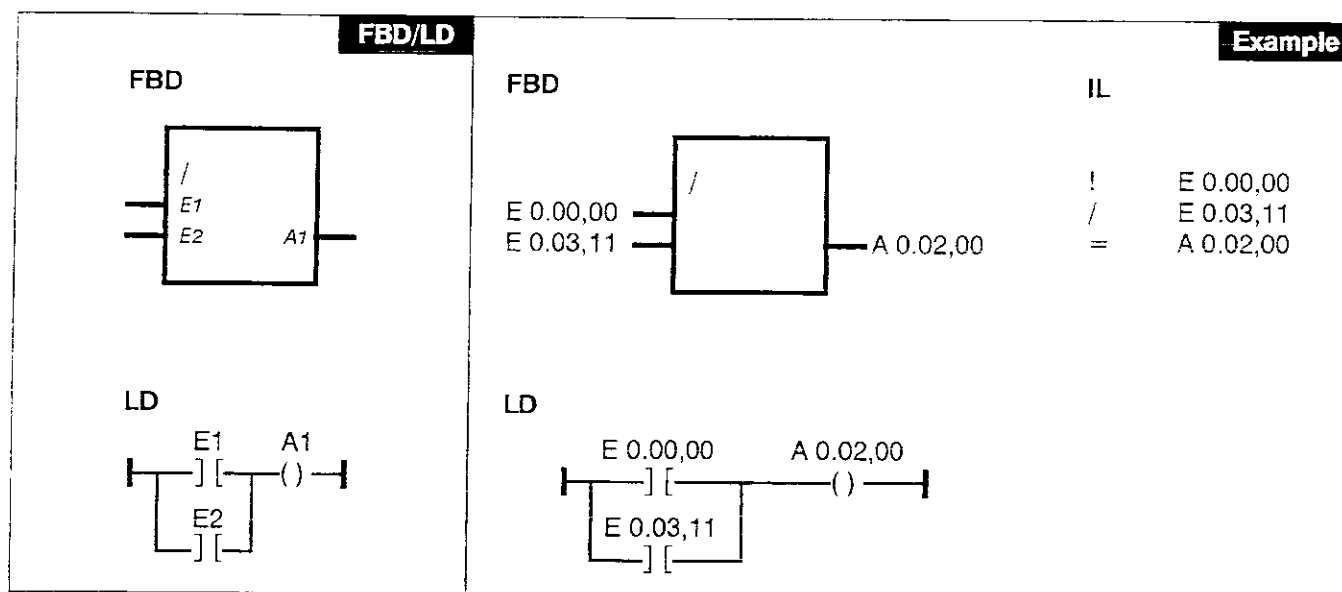 FBD/LD
FBD
/
E1
E2 A1
LD
E1 A1
] [ ( )
E2
] [
Example
FBD
/
E 0.00,00
E 0.03,11 A 0.02,00
IL
! E 0.00,00
/ E 0.03,11
= A 0.02,00
LD
E 0.00,00 A 0.02,00
] [ ( )
E 0.03,11
] [